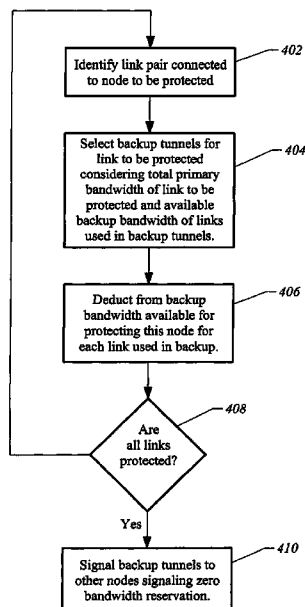 Identify link pair connected
to node to be protected
402
Select backup tunnels for
link to be protected
considering total primary
bandwidth of link to be
protected and available
backup bandwidth of links
used in backup tunnels.
404
Deduct from backup
bandwidth available for
protecting this node for
each link used in backup.
406
Are
all links
protected?
408
Yes
Signal backup tunnels to
other nodes signaling zero
bandwidth reservation.
410